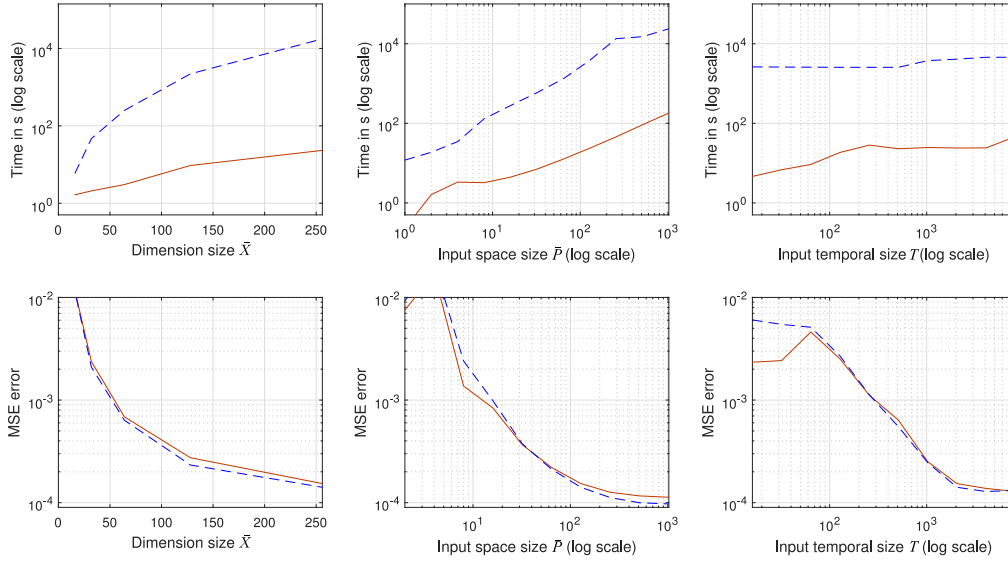 Time in s (log scale)
10^4
10^2
10^0
0 50 100 150 200 250
Dimension size X̄
Time in s (log scale)
10^4
10^2
10^0
10^0 10^1 10^2 10^3
Input space size P̄ (log scale)
Time in s (log scale)
10^4
10^2
10^0
10^2 10^3
Input temporal size T(log scale)
MSE error
10^-2
10^-3
10^-4
0 50 100 150 200 250
Dimension size X̄
MSE error
10^-2
10^-3
10^-4
10^1 10^2 10^3
Input space size P̄ (log scale)
MSE error
10^-2
10^-3
10^-4
10^2 10^3
Input temporal size T (log scale)